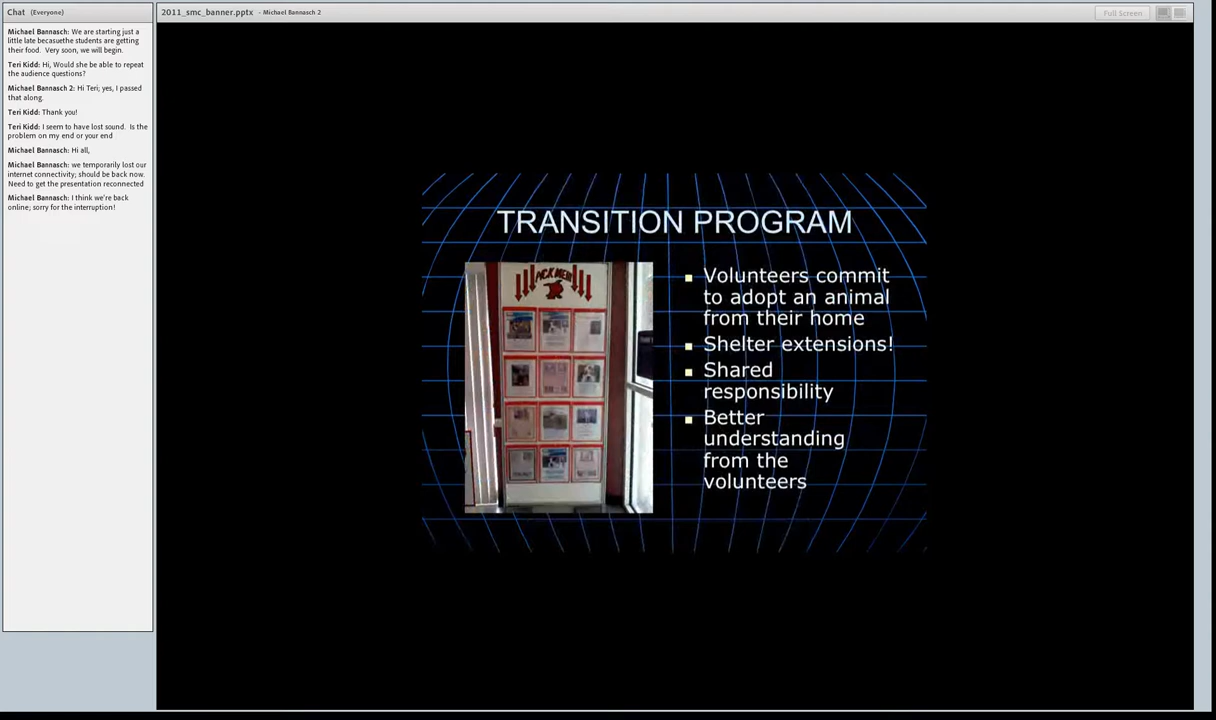 Chat (Everyone)
2011_smc_banner.pptx - Michael Bannasch 2
Full Screen
Michael Bannasch: We are starting just a
little late becasuethe students are getting
their food. Very soon, we will begin.
Teri Kidd: Hi, Would she be able to repeat
the audience questions?
Michael Bannasch 2: Hi Teri; yes, I passed
that along.
Teri Kidd: Thank you!
Teri Kidd: I seem to have lost sound. Is the
problem on my end or your end
Michael Bannasch: Hi all,
Michael Bannasch: we temporarily lost our
internet connectivity; should be back now.
Need to get the presentation reconnected
Michael Bannasch: I think we're back
online; sorry for the interruption!
TRANSITION PROGRAM
Volunteers commit
to adopt an animal
from their home
Shelter extensions!
Shared
responsibility
Better
understanding
from the
volunteers